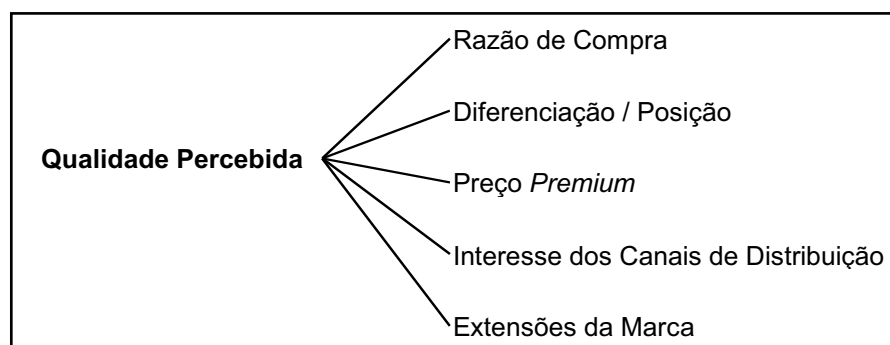 Razão de Compra
Diferenciação / Posição
Qualidade Percebida
Preço Premium
Interesse dos Canais de Distribuição
Extensões da Marca